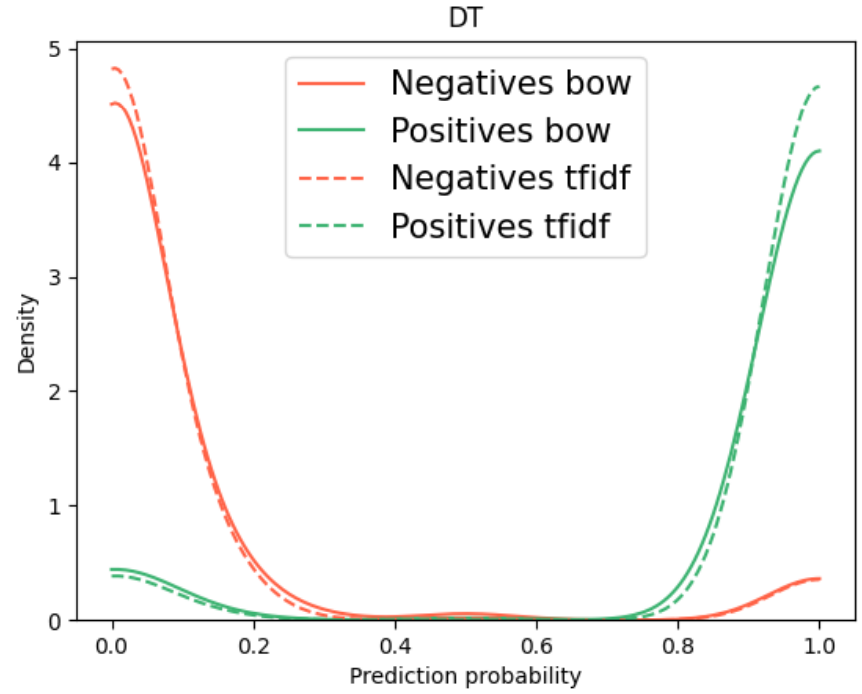 DT
5
4
3
2
1
0
Density
Negatives bow
Positives bow
Negatives tfidf
Positives tfidf
0.0 0.2 0.4 0.6 0.8 1.0
Prediction probability